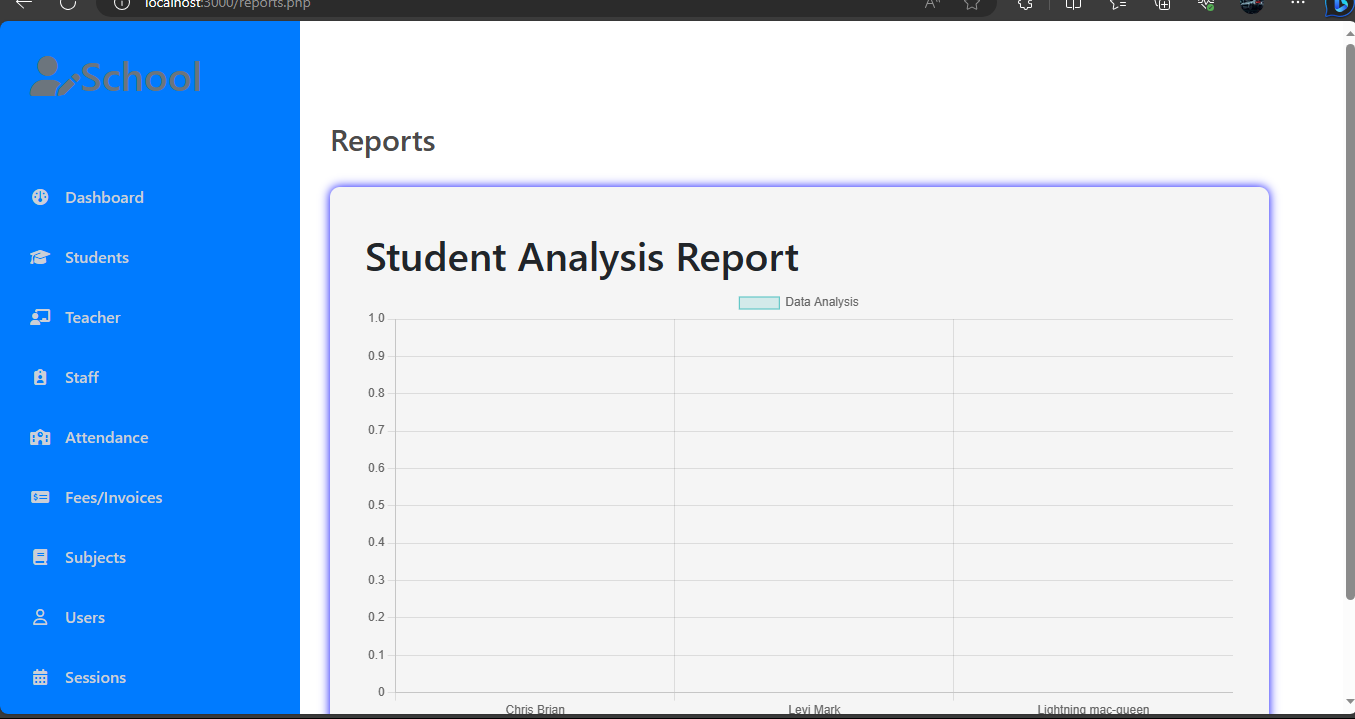 localhost:3000/reports.php
School
Reports
Dashboard
Students
Teacher
Staff
Attendance
Fees/Invoices
Subjects
Users
Sessions
Student Analysis Report
Data Analysis
1.0
0.9
0.8
0.7
0.6
0.5
0.4
0.3
0.2
0.1
0
Chris Brian Levi Mark Lightning mac-queen